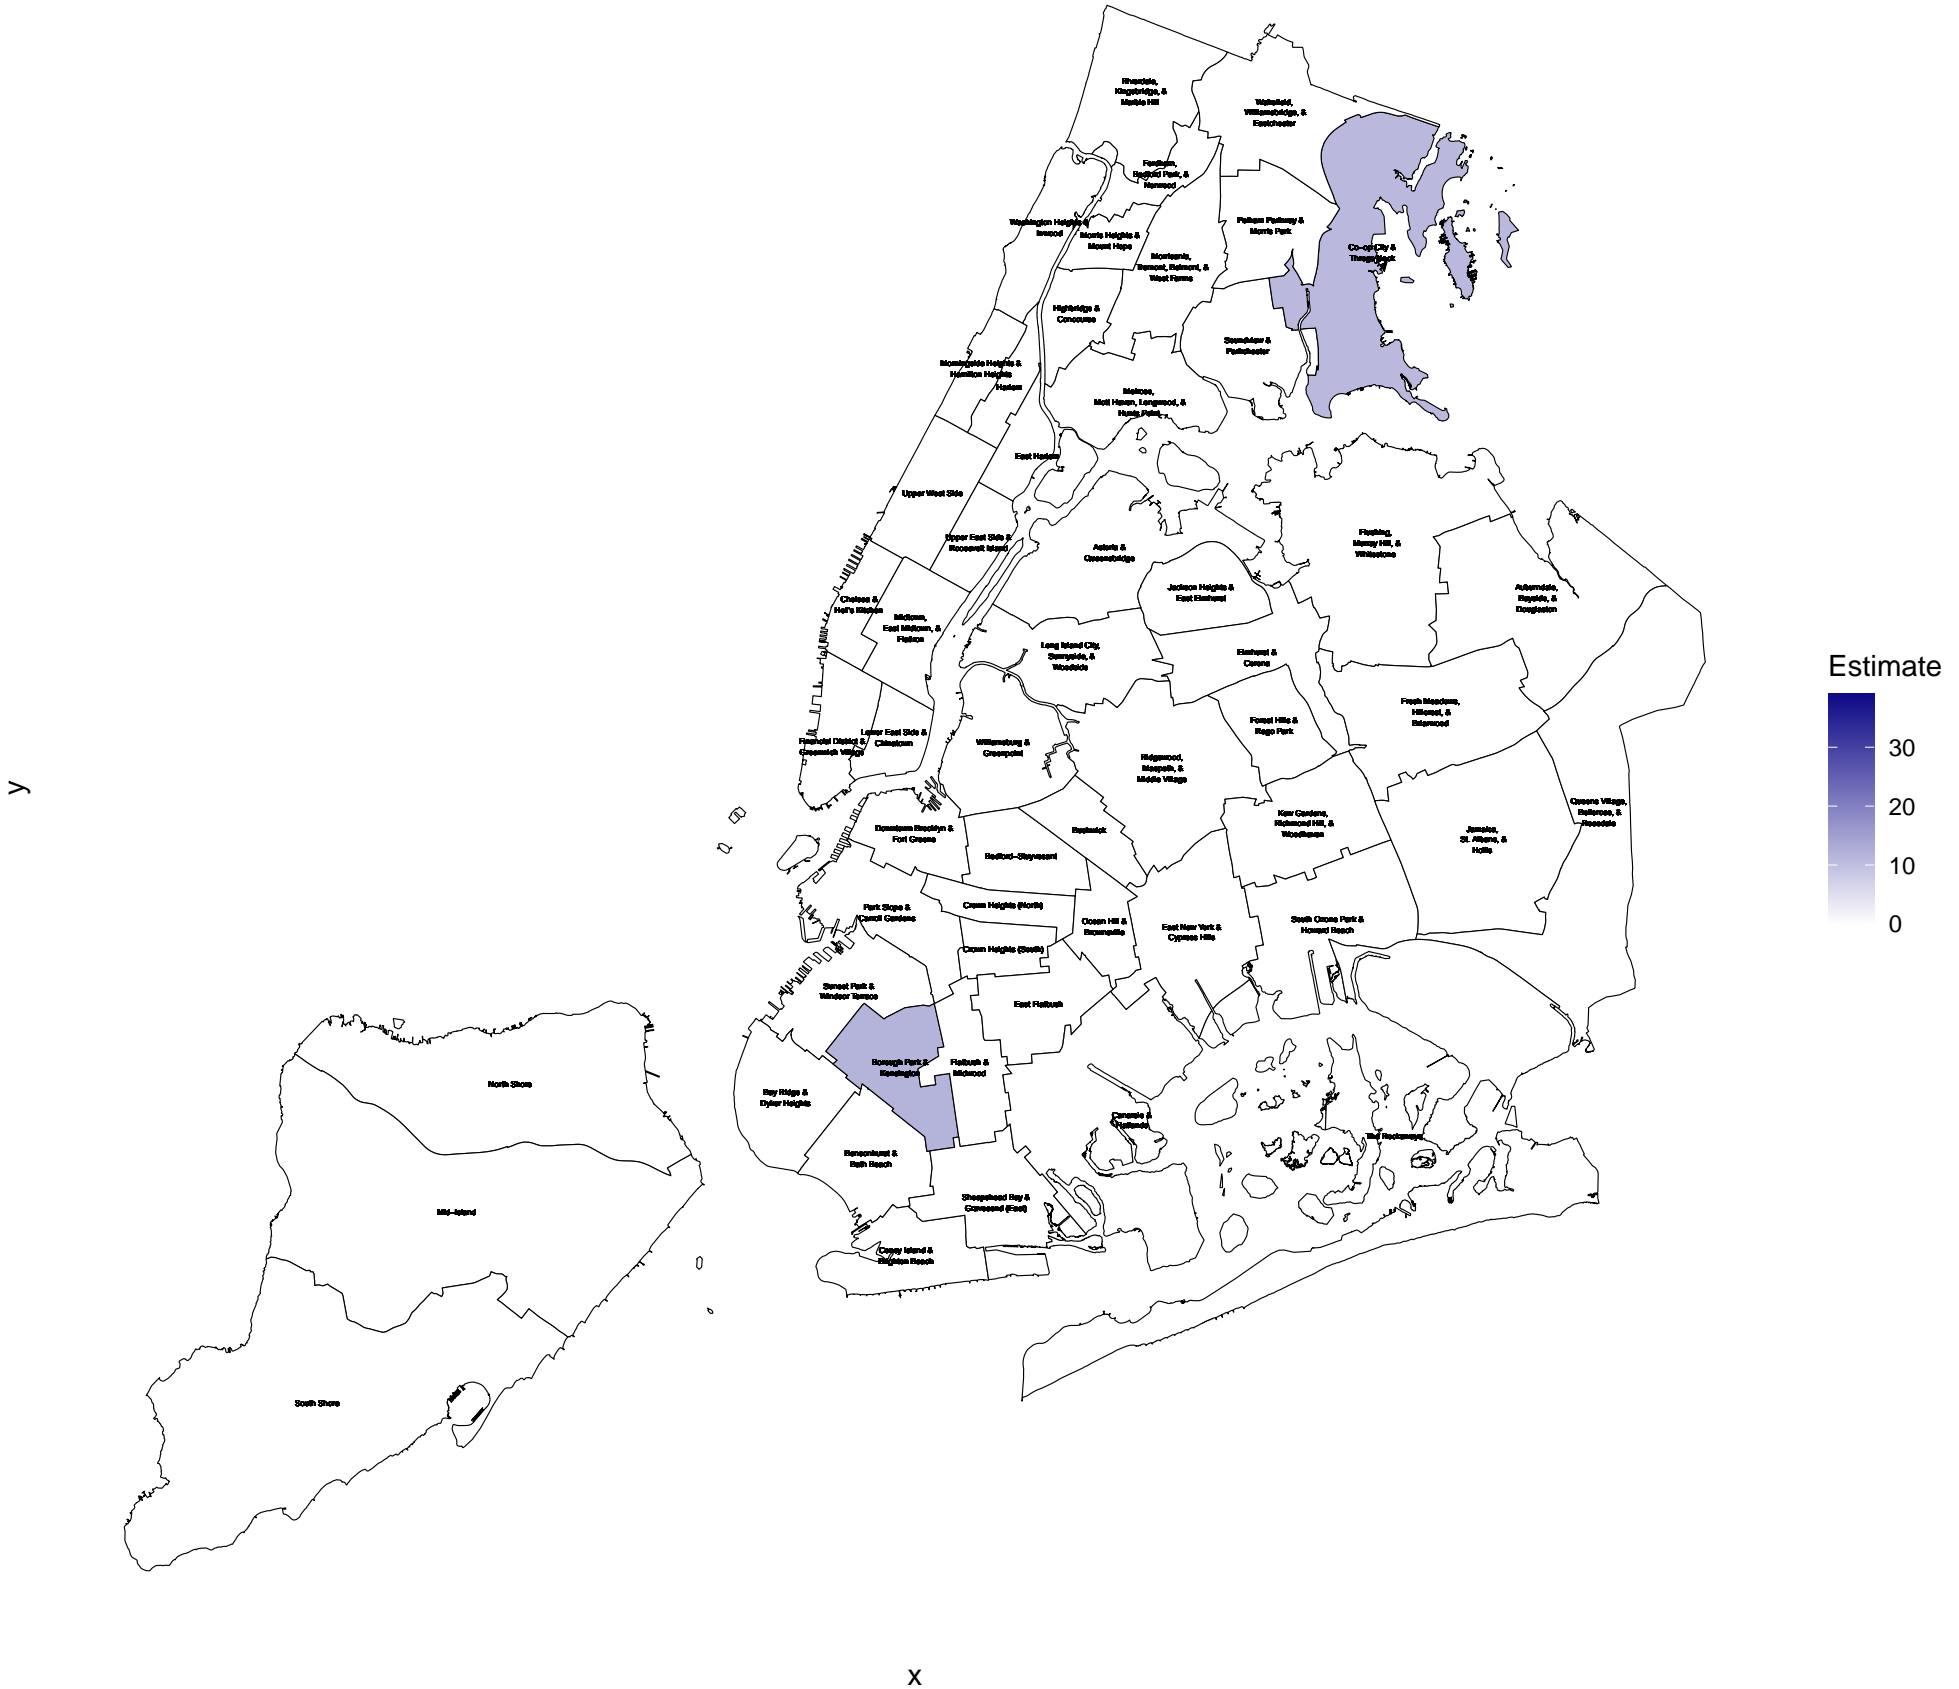 Riverdale,
Kingsbridge, &
Marble Hill
Wakefield,
Williamsbridge, &
Eastchester
Fordham,
Bedford Park, &
Norwood
Pelham Parkway &
Morris Park
Washington Heights &
Inwood
Morris Heights &
Mount Hope
Co−op City &
Throgs Neck
Morrisania,
Tremont, Belmont, &
West Farms
Highbridge &
Concourse
Soundview &
Parkchester
Morningside Heights &
Hamilton Heights
Harlem
Melrose,
Mott Haven, Longwood, &
Hunts Point
East Harlem
Upper West Side
Upper East Side &
Roosevelt Island
Astoria &
Queensbridge
Flushing,
Murray Hill, &
Whitestone
Jackson Heights &
East Elmhurst
Auburndale,
Bayside, &
Douglaston
Chelsea &
Hell's Kitchen
Midtown,
East Midtown, &
Flatiron
Long Island City,
Sunnyside, &
Woodside
Elmhurst &
Corona
Fresh Meadows,
Hillcrest, &
Briarwood
Forest Hills &
Rego Park
Financial District &
Greenwich Village
Lower East Side &
Chinatown
Williamsburg &
Greenpoint
Ridgewood,
Maspeth, &
Middle Village
Queens Village,
Bellerose, &
Rosedale
Kew Gardens,
Richmond Hill, &
Woodhaven
Jamaica,
St. Albans, &
Hollis
Downtown Brooklyn &
Fort Greene
Bushwick
Bedford−Stuyvesant
Park Slope &
Carroll Gardens
Crown Heights (North)
Ocean Hill &
Brownsville
East New York &
Cypress Hills
South Ozone Park &
Howard Beach
Crown Heights (South)
Sunset Park &
Windsor Terrace
East Flatbush
Borough Park &
Kensington
Flatbush &
Midwood
Bay Ridge &
Dyker Heights
Canarsie &
Flatlands
The Rockaways
Bensonhurst &
Bath Beach
Sheepshead Bay &
Gravesend (East)
Coney Island &
Brighton Beach
North Shore
Mid−Island
South Shore
Estimate
30
20
10
0
y
x